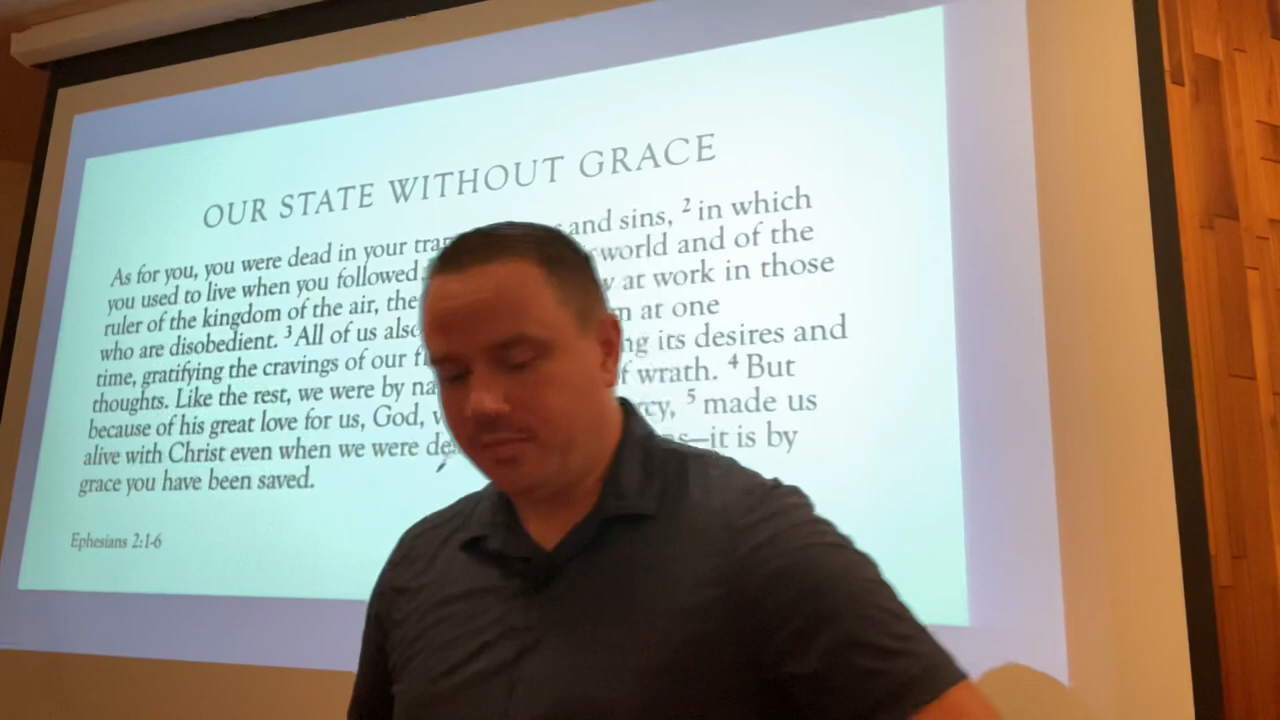 OUR STATE WITHOUT GRACE
As for you, you were dead in your and sins, 2 in which
you used to live when you followed world and of the
ruler of the kingdom of the air, the at work in those
who are disobedient. 3 All of us also at one
time, gratifying the cravings of our its desires and
thoughts. Like the rest, we were by of wrath. 4 But
because of his great love for us, God, 5 made us
alive with Christ even when we were —it is by
grace you have been saved.
Ephesians 2:1-6